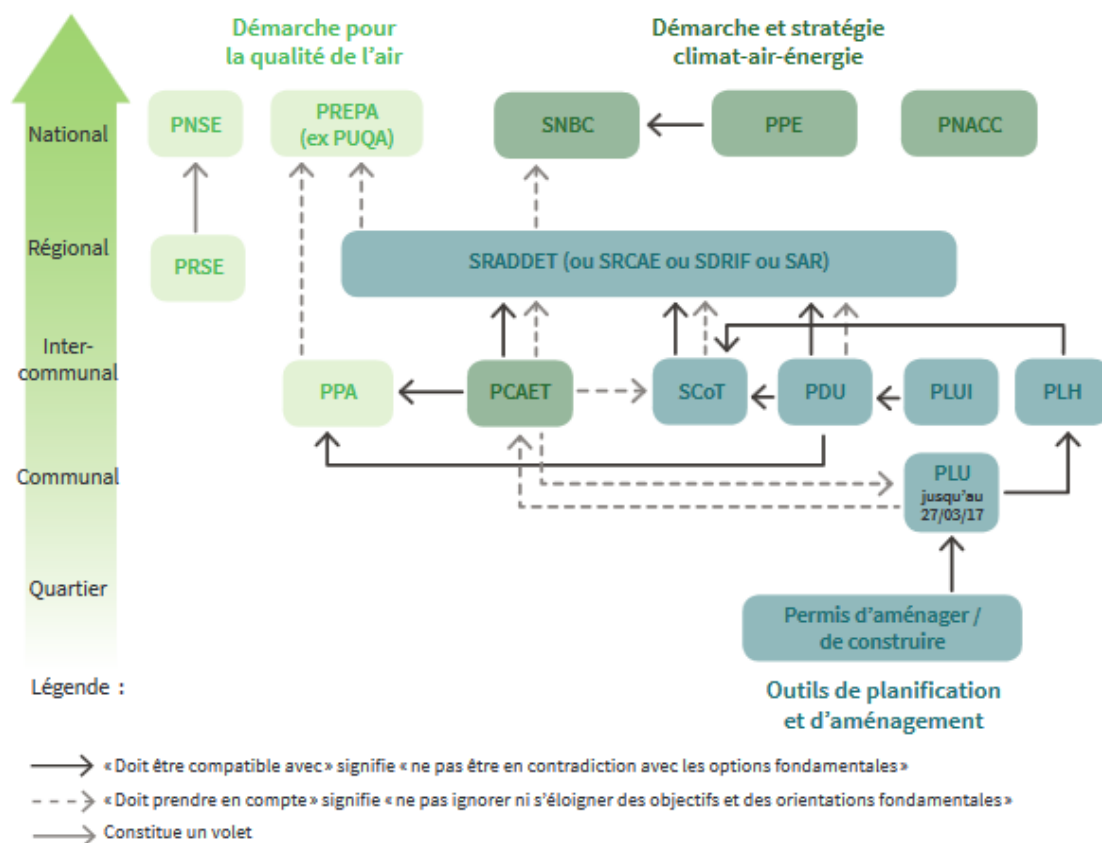 Démarche pour
la qualité de l'air
Démarche et stratégie
climat-air-énergie
National
PNSE
PREPA
(ex PUQA)
SNBC
PPE
PNACC
Régional
PRSE
SRADDET (ou SRCAE ou SDRIF ou SAR)
Inter-
communal
PPA
PCAET
SCoT
PDU
PLUI
PLH
Communal
PLU
jusqu'au
27/03/17
Quartier
Permis d'aménager /
de construire
Légende :
Outils de planification
et d'aménagement
« Doit être compatible avec » signifie « ne pas être en contradiction avec les options fondamentales »
« Doit prendre en compte » signifie « ne pas ignorer ni s'éloigner des objectifs et des orientations fondamentales »
Constitue un volet